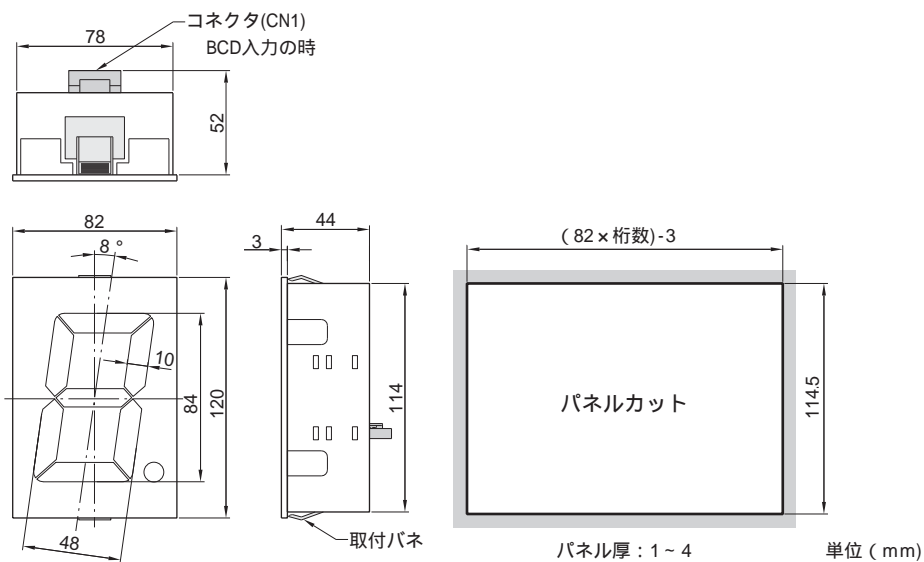 コネクタ(CN1)
BCD入力の時
78
52
82
8 °
10
84
120
48
44
3
114
取付バネ
(82×桁数)-3
パネルカット
114.5
パネル厚：1~4
単位(mm)